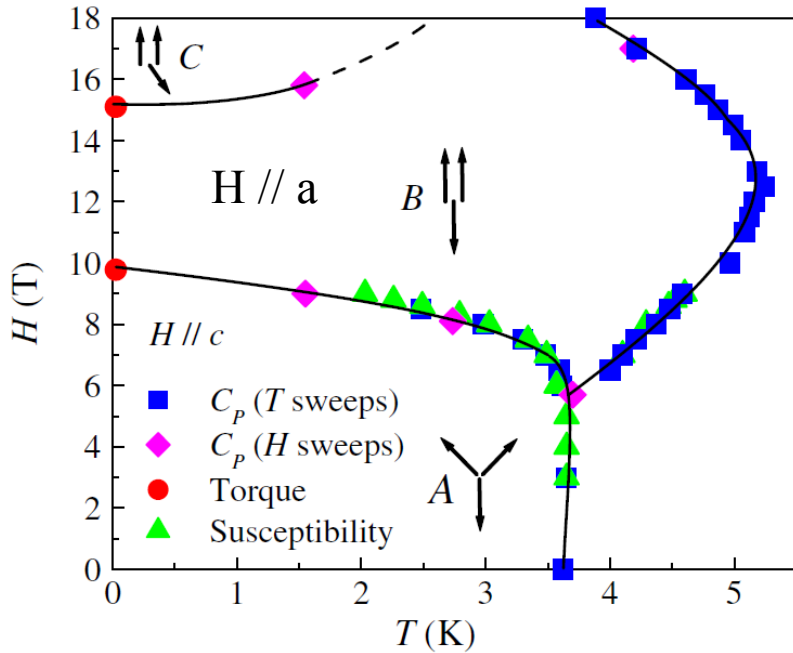 18
16
14
12
10
8
6
4
2
0
H (T)
C
B
H // a
H // c
C_P (T sweeps)
C_P (H sweeps)
Torque
Susceptibility
A
0 1 2 3 4 5
T (K)